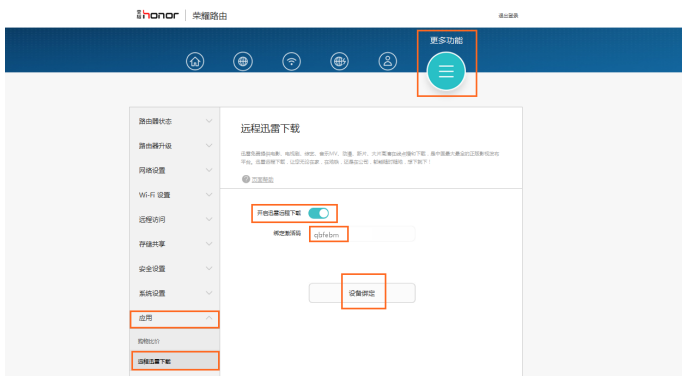 荣耀 honor 荣耀路由
退出登录
更多功能
路由器状态
路由器升级
网络设置
Wi-Fi 设置
远程访问
存储共享
安全设置
系统设置
应用
购物比价
远程迅雷下载
远程迅雷下载
页面帮助
开启迅雷远程下载
绑定激活码 qbfebm
设备绑定